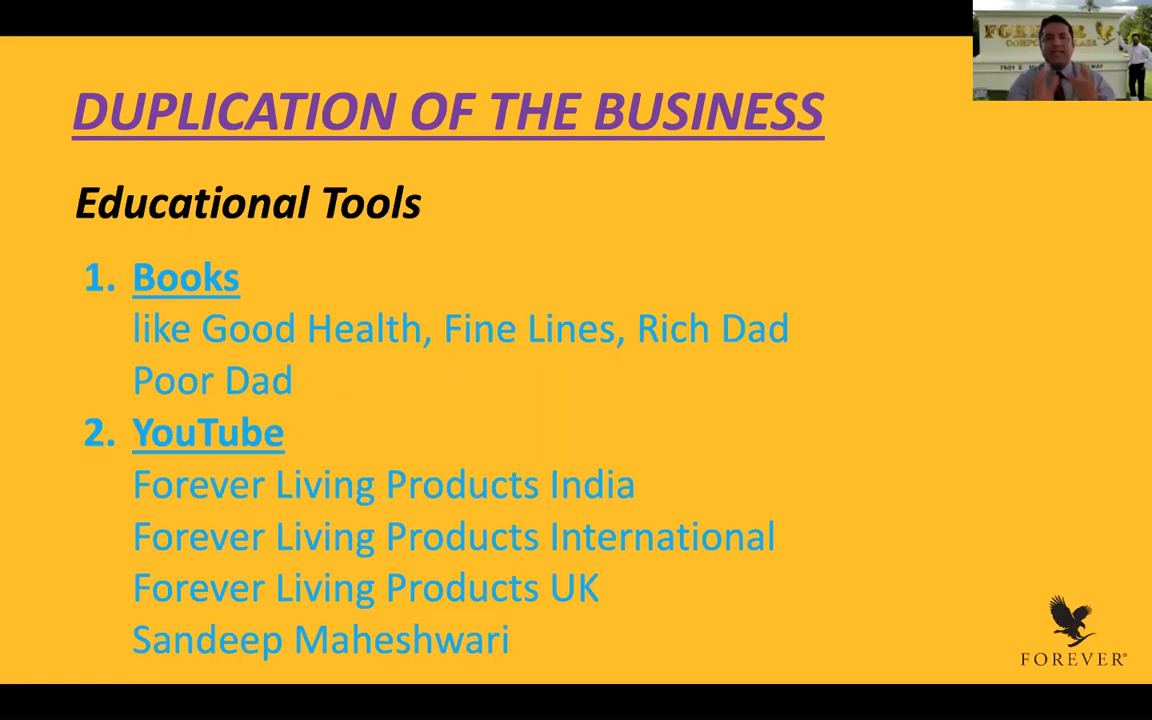 DUPLICATION OF THE BUSINESS
Educational Tools
1. Books
like Good Health, Fine Lines, Rich Dad
Poor Dad
2. YouTube
Forever Living Products India
Forever Living Products International
Forever Living Products UK
Sandeep Maheshwari
FOREVER®